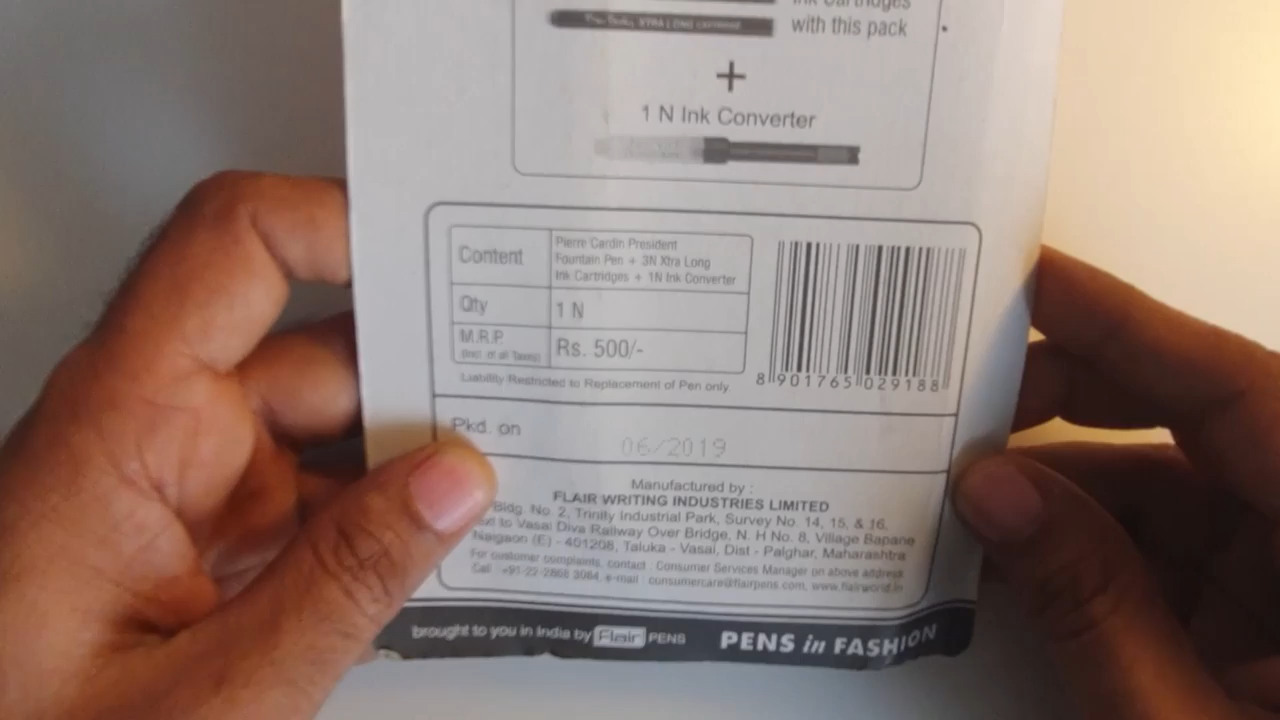 Ink Cartridges
XTRA LONG
with this pack
+
1 N Ink Converter
Content
Pierre Cardin President
Fountain Pen + 3N Xtra Long
Ink Cartridges + 1N Ink Converter
Qty
1 N
M.R.P.
(Incl. of all Taxes)
Rs. 500/-
Liability Restricted to Replacement of Pen only.
8 901765 029188
Pkd. on
06/2019
Manufactured by :
FLAIR WRITING INDUSTRIES LIMITED
Bldg. No. 2, Trinity Industrial Park, Survey No. 14, 15, & 16,
to Vasai Diva Railway Over Bridge, N. H No. 8, Village Bapane
Naigaon (E) - 401208, Taluka - Vasai, Dist - Palghar, Maharashtra
For customer complaints, contact : Consumer Services Manager on above address
Call : +91-22-2868 3084, e-mail : consumercare@flairpens.com, www.flairworld.in
brought to you in India by Flair PENS
PENS in FASHION